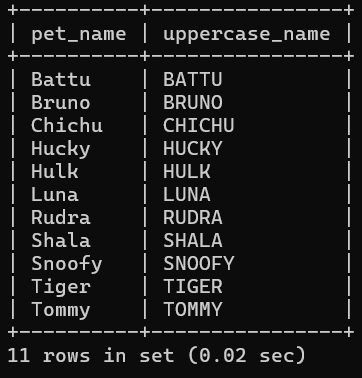 +----------+----------------+
| pet_name | uppercase_name |
+----------+----------------+
| Battu    | BATTU          |
| Bruno    | BRUNO          |
| Chichu   | CHICHU         |
| Hucky    | HUCKY          |
| Hulk     | HULK           |
| Luna     | LUNA           |
| Rudra    | RUDRA          |
| Shala    | SHALA          |
| Snoofy   | SNOOFY         |
| Tiger    | TIGER          |
| Tommy    | TOMMY          |
+----------+----------------+
11 rows in set (0.02 sec)